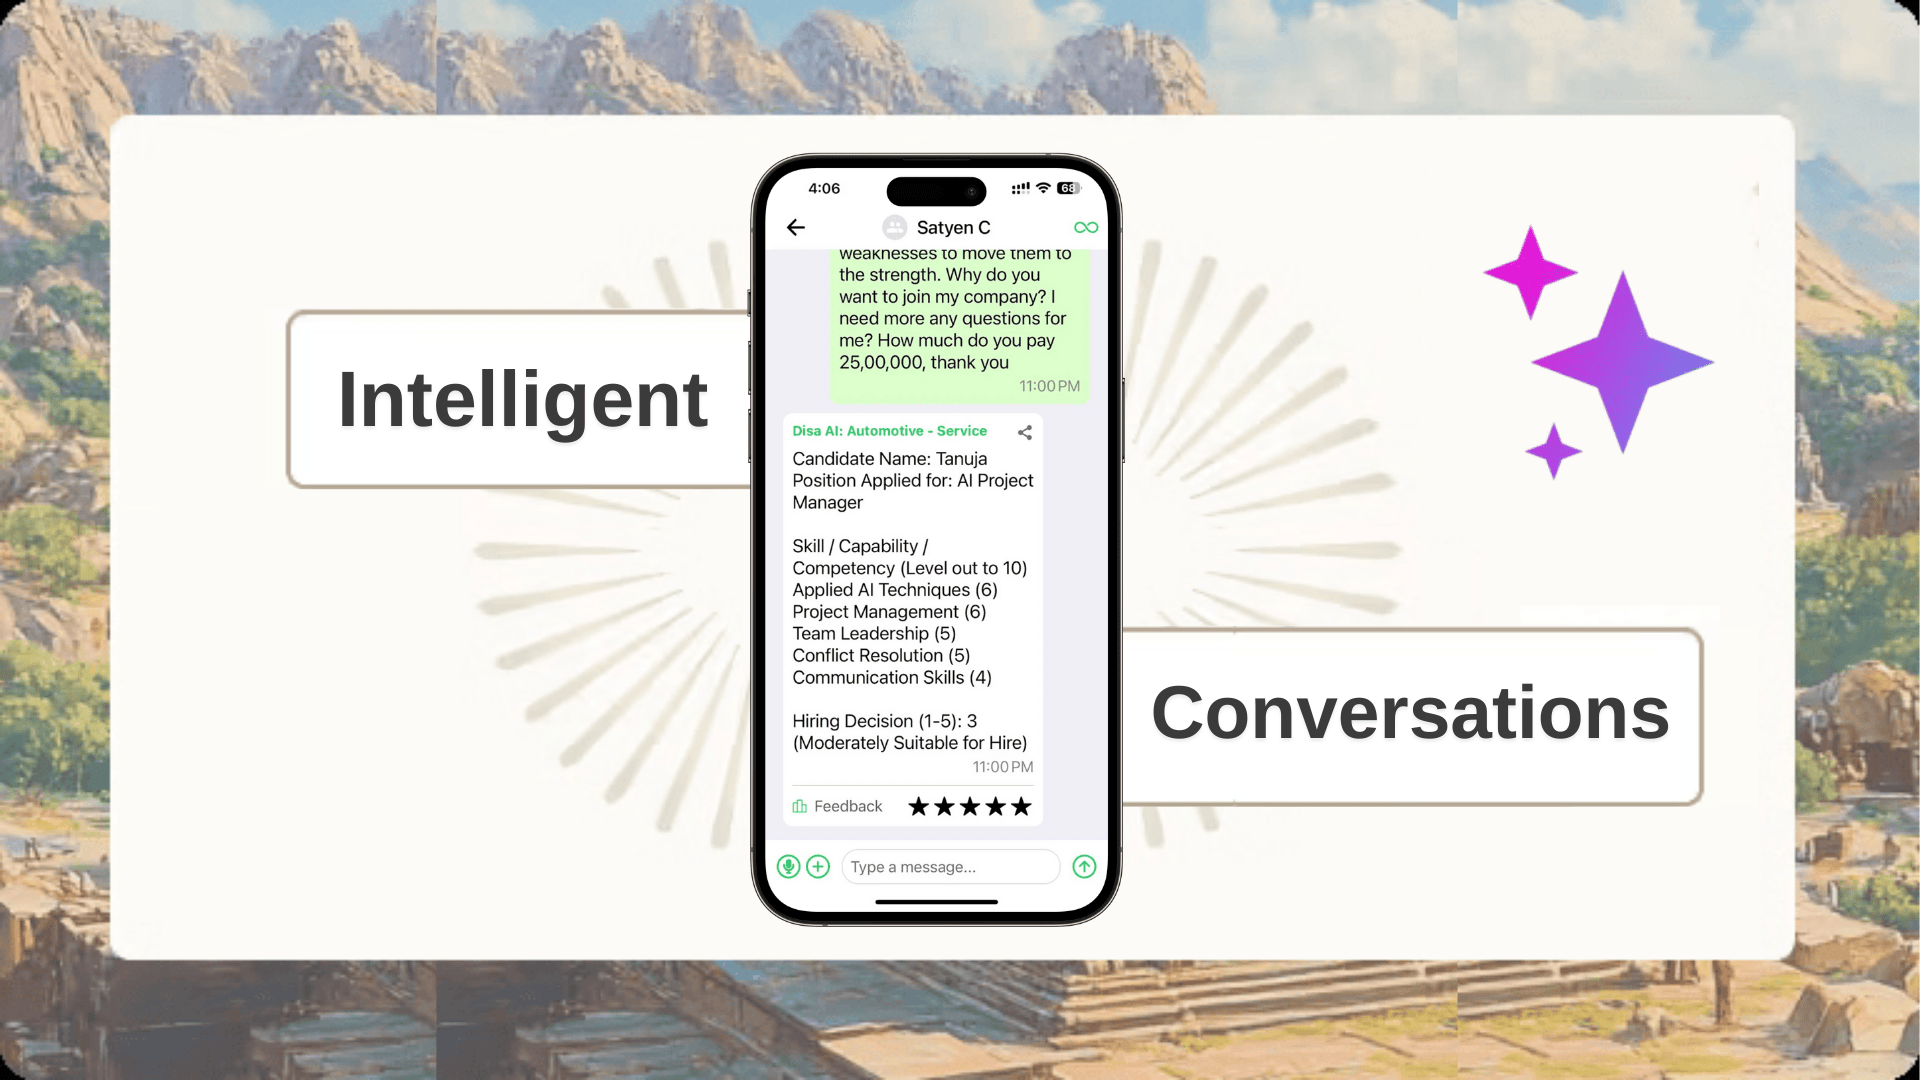 Intelligent
4:06
68
Satyen C
weaknesses to move them to
the strength. Why do you
want to join my company? I
need more any questions for
me? How much do you pay
25,00,000, thank you
11:00 PM
Disa AI: Automotive - Service
Candidate Name: Tanuja
Position Applied for: AI Project
Manager
Skill / Capability /
Competency (Level out to 10)
Applied AI Techniques (6)
Project Management (6)
Team Leadership (5)
Conflict Resolution (5)
Communication Skills (4)
Hiring Decision (1-5): 3
(Moderately Suitable for Hire)
11:00 PM
Feedback
Type a message...
Conversations